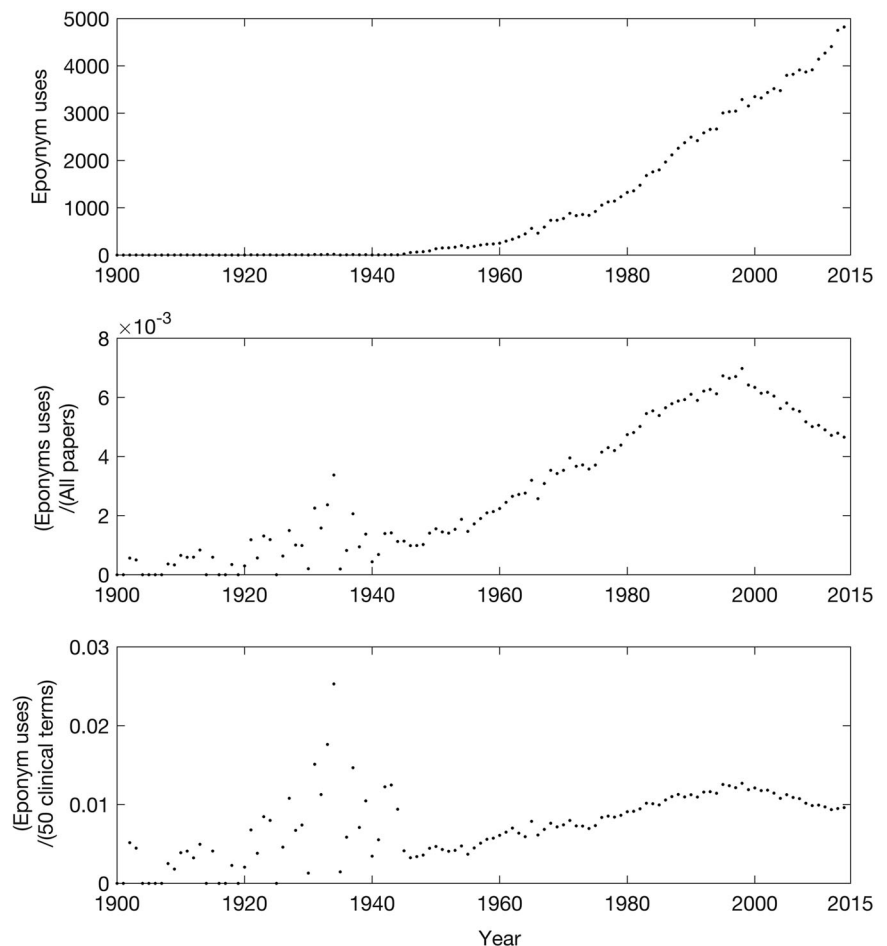 5000
4000
3000
2000
1000
0
Epoynym uses
1900 1920 1940 1960 1980 2000 2015
×10-3
8
6
4
2
0
(Eponyms uses)
/(All papers)
1900 1920 1940 1960 1980 2000 2015
0.03
0.02
0.01
0
(Eponym uses)
/(50 clinical terms)
1900 1920 1940 1960 1980 2000 2015
Year